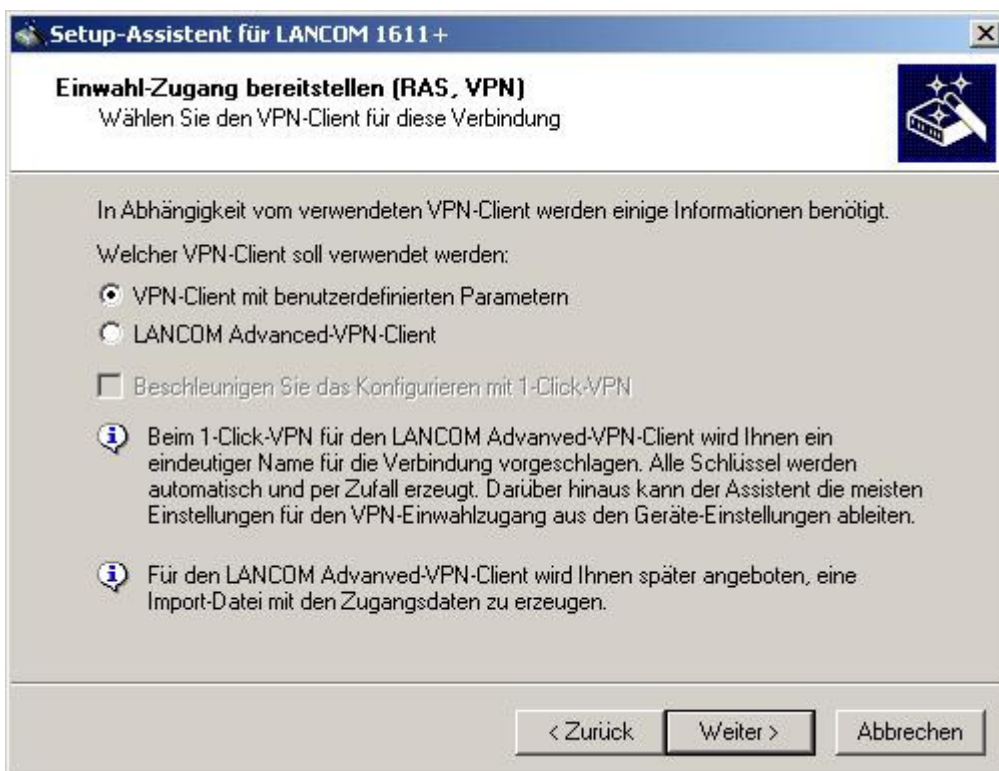 Setup-Assistent für LANCOM 1611+
Einwahl-Zugang bereitstellen (RAS, VPN)
Wählen Sie den VPN-Client für diese Verbindung
In Abhängigkeit vom verwendeten VPN-Client werden einige Informationen benötigt.
Welcher VPN-Client soll verwendet werden:
VPN-Client mit benutzerdefinierten Parametern
LANCOM Advanced-VPN-Client
Beschleunigen Sie das Konfigurieren mit 1-Click-VPN
Beim 1-Click-VPN für den LANCOM Advanved-VPN-Client wird Ihnen ein
eindeutiger Name für die Verbindung vorgeschlagen. Alle Schlüssel werden
automatisch und per Zufall erzeugt. Darüber hinaus kann der Assistent die meisten
Einstellungen für den VPN-Einwahlzugang aus den Geräte-Einstellungen ableiten.
Für den LANCOM Advanved-VPN-Client wird Ihnen später angeboten, eine
Import-Datei mit den Zugangsdaten zu erzeugen.
< Zurück Weiter > Abbrechen